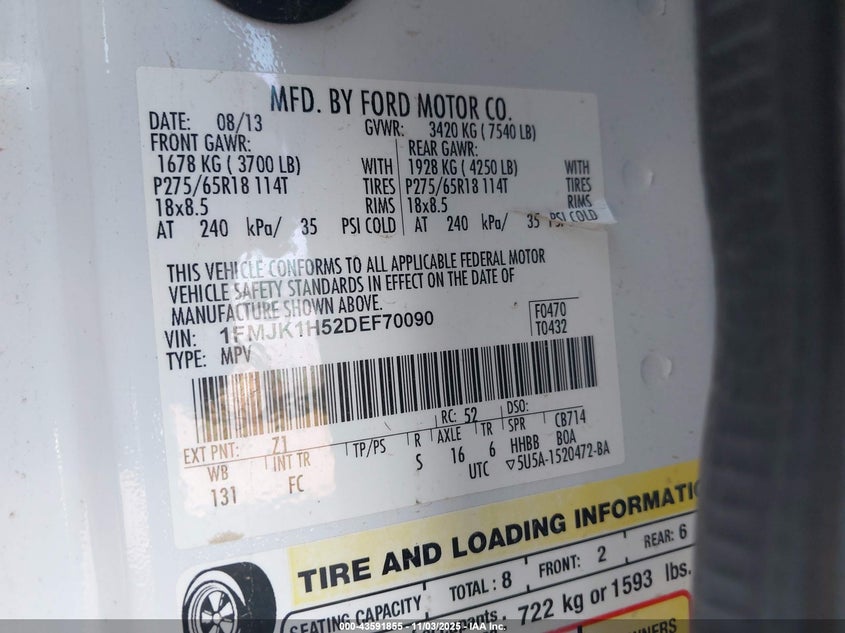 MFD. BY FORD MOTOR CO.
DATE: 08/13 GVWR: 3420 KG ( 7540 LB)
FRONT GAWR: REAR GAWR:
1678 KG ( 3700 LB) WITH 1928 KG ( 4250 LB) WITH
P275/65R18 114T TIRES P275/65R18 114T TIRES
18x8.5 RIMS 18x8.5 RIMS
AT 240 kPa/ 35 PSI COLD AT 240 kPa/ 35 PSI COLD
THIS VEHICLE CONFORMS TO ALL APPLICABLE FEDERAL MOTOR
VEHICLE SAFETY STANDARDS IN EFFECT ON THE DATE OF
MANUFACTURE SHOWN ABOVE.
VIN: 1FMJK1H52DEF70090 F0470
TYPE: MPV T0432
EXT PNT: Z1 RC: 52 DSO:
WB INT TR TP/PS R AXLE TR SPR CB714
131 FC S 16 6 HHBB BOA
UTC ▽5U5A-1520472-BA
TIRE AND LOADING INFORMATIO
SEATING CAPACITY TOTAL : 8 FRONT: 2 REAR: 6
722 kg or 1593 lbs.
OWNERS
000-43591855 - 11/03/2025 - IAA Inc.